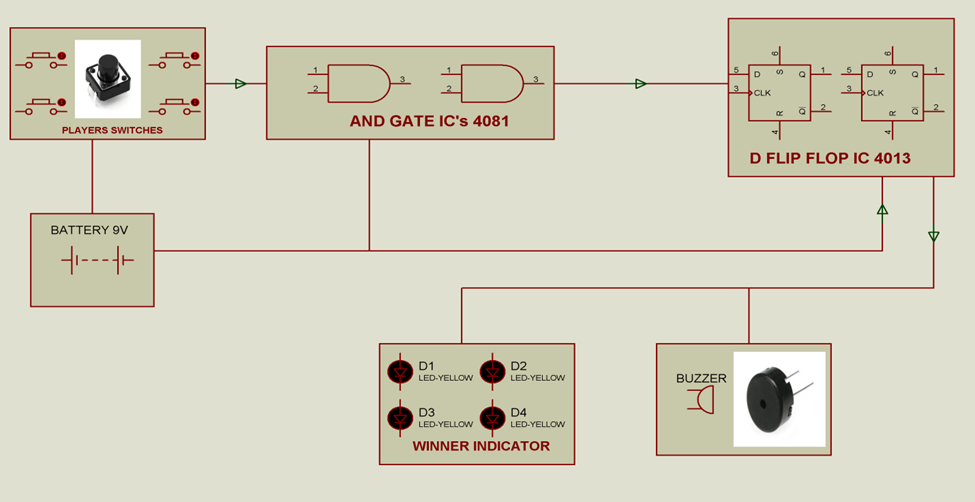 PLAYERS SWITCHES
1
2
3
1
2
3
AND GATE IC's 4081
6
5 D S Q 1
3 CLK
R Q 2
4
6
5 D S Q 1
3 CLK
R Q 2
4
D FLIP FLOP IC 4013
BATTERY 9V
D1
LED-YELLOW
D2
LED-YELLOW
D3
LED-YELLOW
D4
LED-YELLOW
WINNER INDICATOR
BUZZER